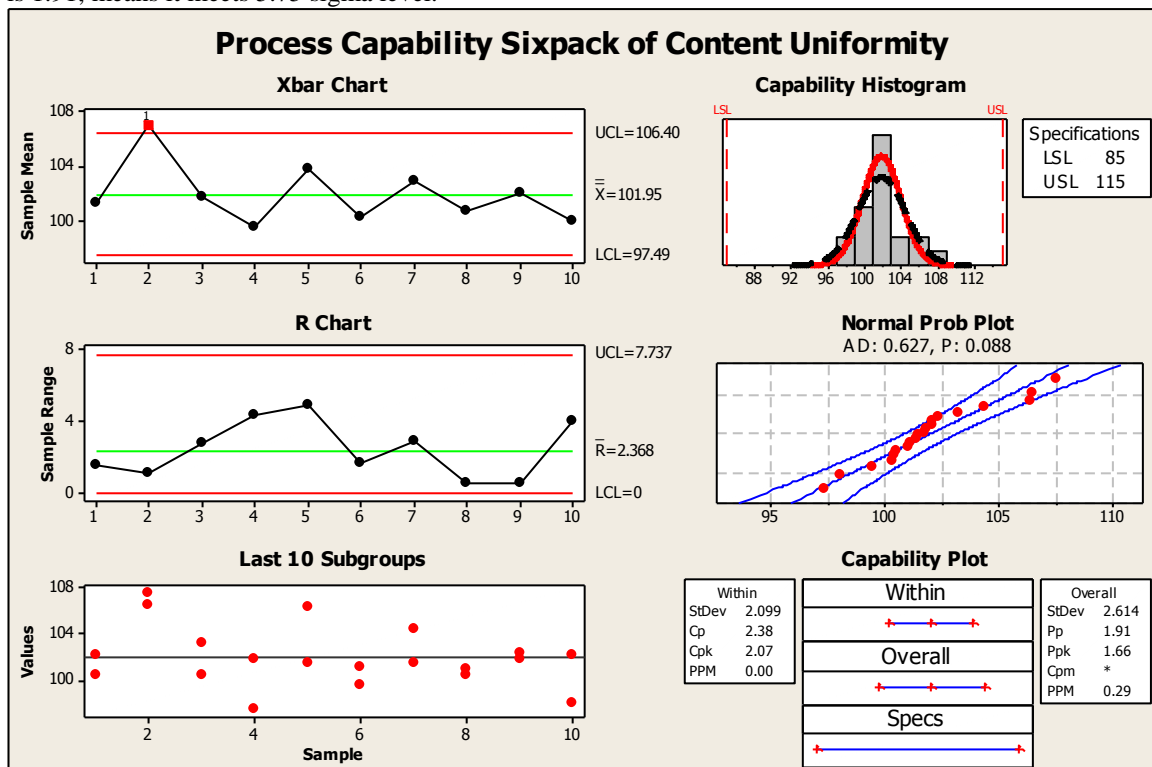 is 1.91, means it meets 5.73 sigma level.
Process Capability Sixpack of Content Uniformity
Xbar Chart
Sample Mean
108
104
100
1
UCL=106.40
X=101.95
LCL=97.49
1 2 3 4 5 6 7 8 9 10
Capability Histogram
LSL USL
88 92 96 100 104 108 112
Specifications
LSL 85
USL 115
R Chart
Sample Range
8
4
0
UCL=7.737
R=2.368
LCL=0
1 2 3 4 5 6 7 8 9 10
Normal Prob Plot
AD: 0.627, P: 0.088
95 100 105 110
Last 10 Subgroups
Values
108
104
100
2 4 6 8 10
Sample
Capability Plot
Within
StDev 2.099
Cp 2.38
Cpk 2.07
PPM 0.00
Within
Overall
Specs
Overall
StDev 2.614
Pp 1.91
Ppk 1.66
Cpm *
PPM 0.29